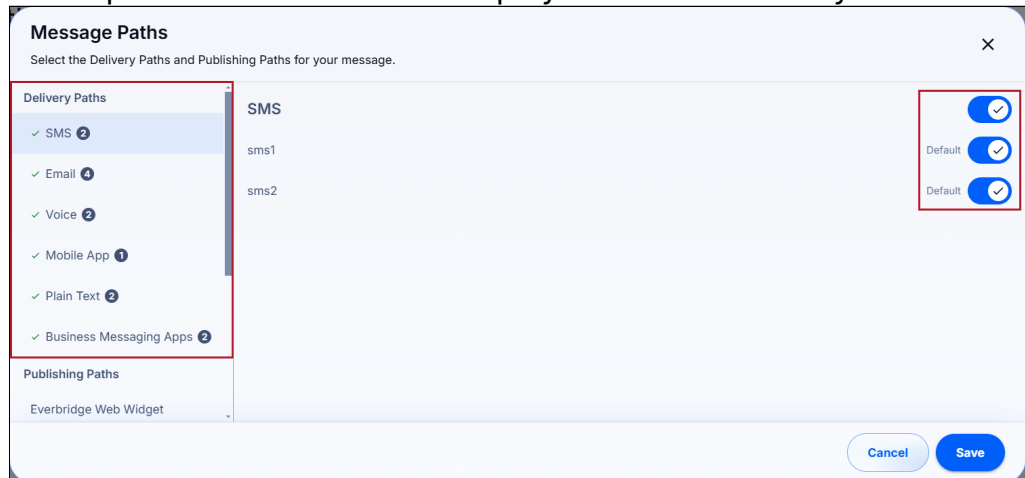 Message Paths
Select the Delivery Paths and Publishing Paths for your message.
Delivery Paths
SMS 2
Email 4
Voice 2
Mobile App 1
Plain Text 2
Business Messaging Apps 2
Publishing Paths
Everbridge Web Widget
SMS
sms1 Default
sms2 Default
Cancel Save